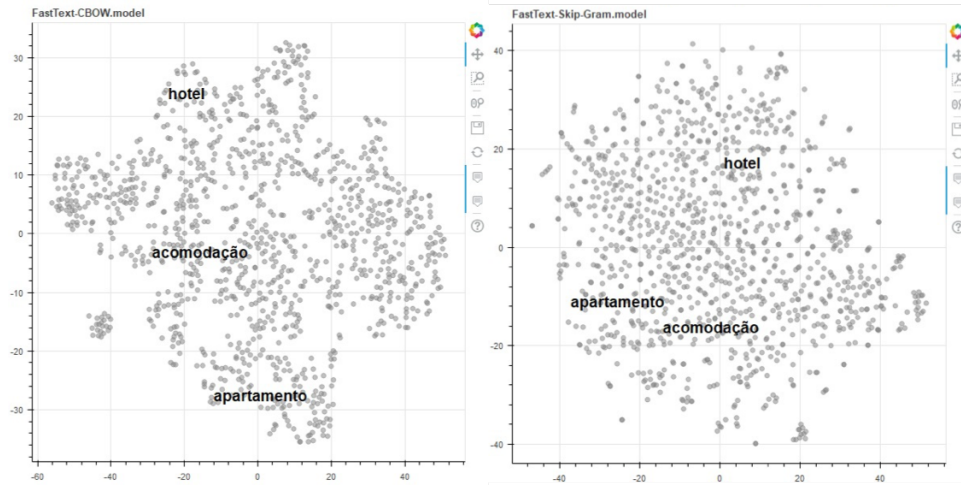 FastText-CBOW.model
30
20
10
0
-10
-20
-30
-60
-40
-20
0
20
40
hotel
acomodação
apartamento
FastText-Skip-Gram.model
40
20
0
-20
-40
-40
-20
0
20
40
hotel
apartamento
acomodação